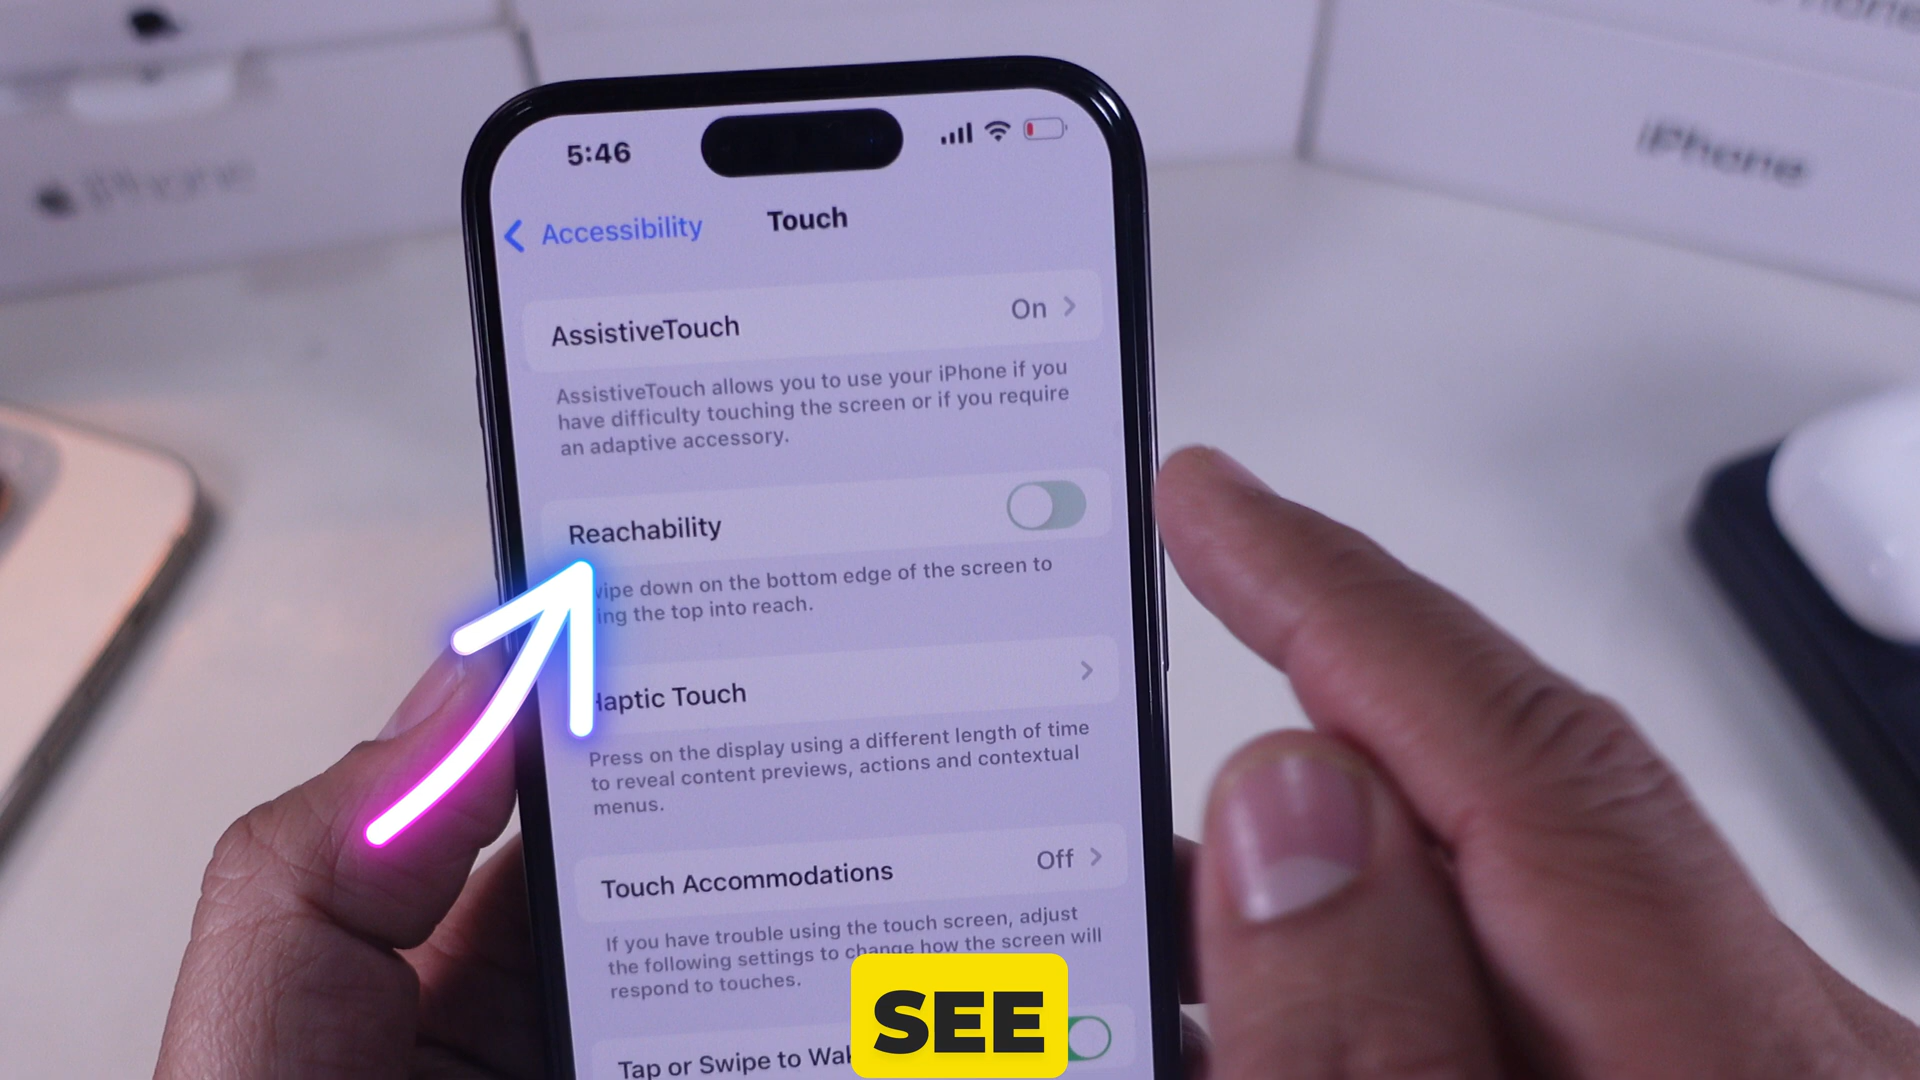 iPhone
iPhone
5:46
Accessibility
Touch
AssistiveTouch
On
AssistiveTouch allows you to use your iPhone if you
have difficulty touching the screen or if you require
an adaptive accessory.
Reachability
down on the bottom edge of the screen to
the top into reach.
Touch
Press on the display using a different length of time
to reveal content previews, actions and contextual
menus.
Touch Accommodations
Off
If you have trouble using the touch screen, adjust
the following settings to change how the screen will
respond to touches.
Tap or Swipe to
SEE